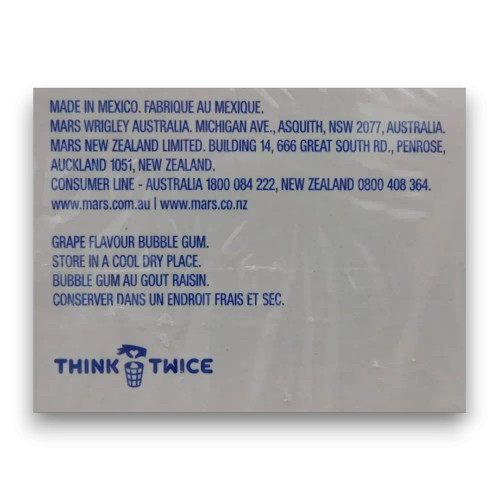 MADE IN MEXICO. FABRIQUE AU MEXIQUE.
MARS WRIGLEY AUSTRALIA. MICHIGAN AVE., ASQUITH, NSW 2077, AUSTRALIA.
MARS NEW ZEALAND LIMITED. BUILDING 14, 666 GREAT SOUTH RD., PENROSE,
AUCKLAND 1051, NEW ZEALAND.
CONSUMER LINE - AUSTRALIA 1800 084 222, NEW ZEALAND 0800 408 364.
www.mars.com.au | www.mars.co.nz
GRAPE FLAVOUR BUBBLE GUM.
STORE IN A COOL DRY PLACE.
BUBBLE GUM AU GOUT RAISIN.
CONSERVER DANS UN ENDROIT FRAIS ET SEC.
THINK TWICE